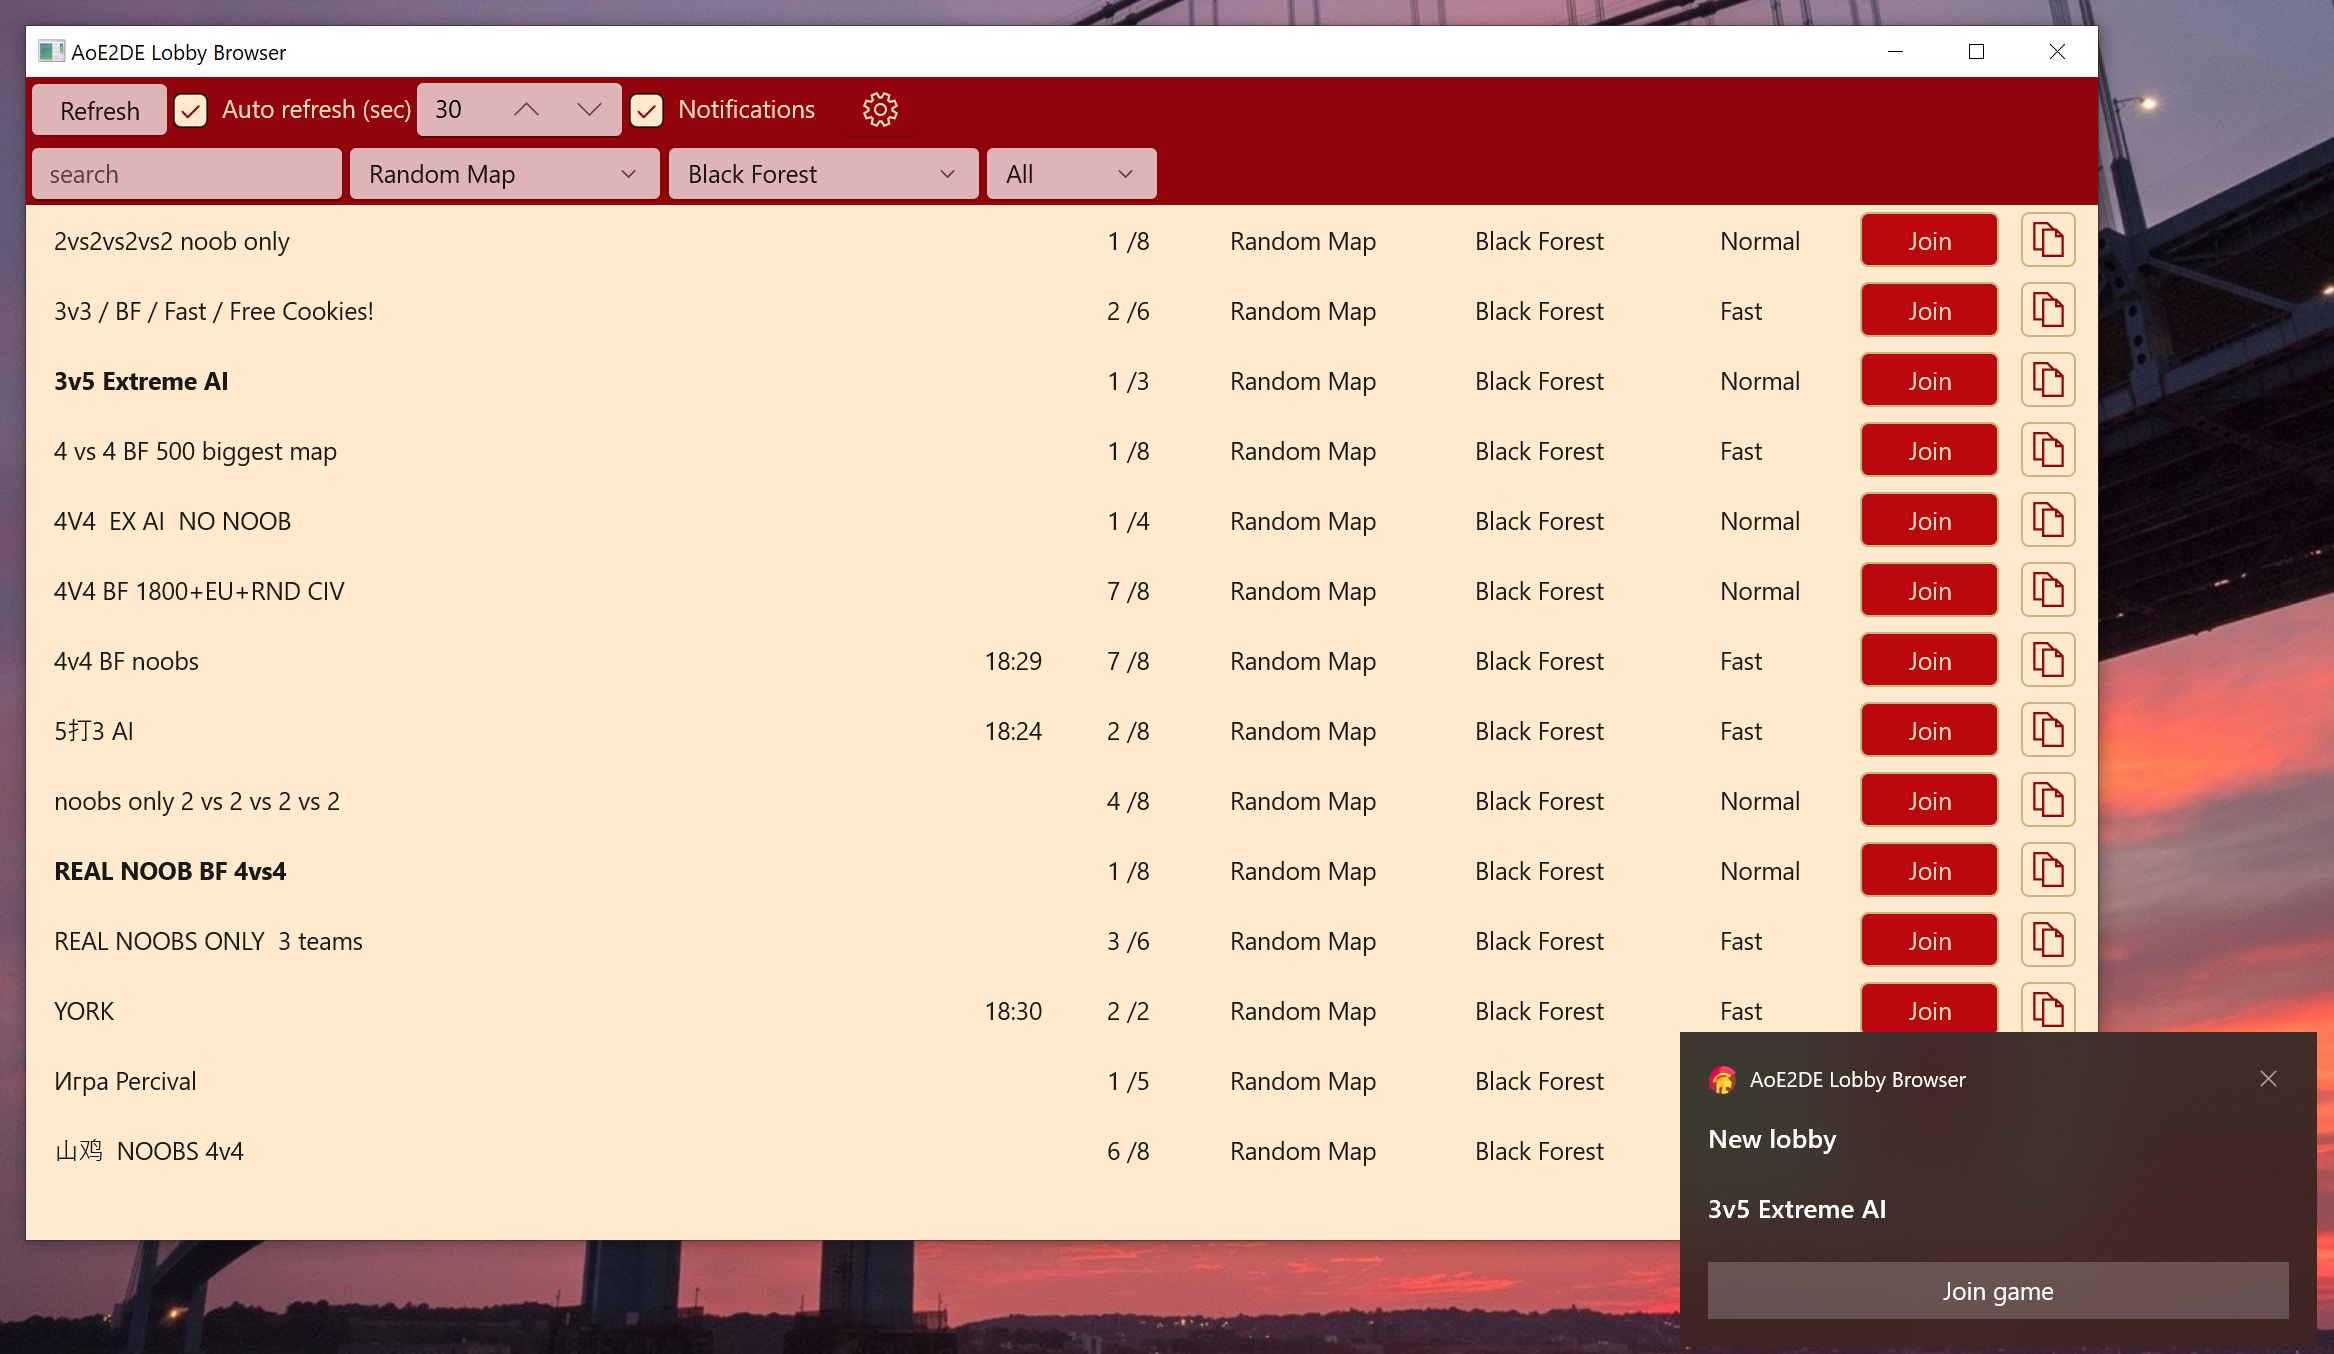 AoE2DE Lobby Browser
Refresh Auto refresh (sec) 30 Notifications
search Random Map Black Forest All
2vs2vs2vs2 noob only 1 /8 Random Map Black Forest Normal Join
3v3 / BF / Fast / Free Cookies! 2 /6 Random Map Black Forest Fast Join
3v5 Extreme AI 1 /3 Random Map Black Forest Normal Join
4 vs 4 BF 500 biggest map 1 /8 Random Map Black Forest Fast Join
4V4  EX AI  NO NOOB 1 /4 Random Map Black Forest Normal Join
4V4 BF 1800+EU+RND CIV 7 /8 Random Map Black Forest Normal Join
4v4 BF noobs 18:29 7 /8 Random Map Black Forest Fast Join
5打3 AI 18:24 2 /8 Random Map Black Forest Fast Join
noobs only 2 vs 2 vs 2 vs 2 4 /8 Random Map Black Forest Normal Join
REAL NOOB BF 4vs4 1 /8 Random Map Black Forest Normal Join
REAL NOOBS ONLY  3 teams 3 /6 Random Map Black Forest Fast Join
YORK 18:30 2 /2 Random Map Black Forest Fast Join
Игра Percival 1 /5 Random Map Black Forest
山鸡  NOOBS 4v4 6 /8 Random Map Black Forest
AoE2DE Lobby Browser
New lobby
3v5 Extreme AI
Join game